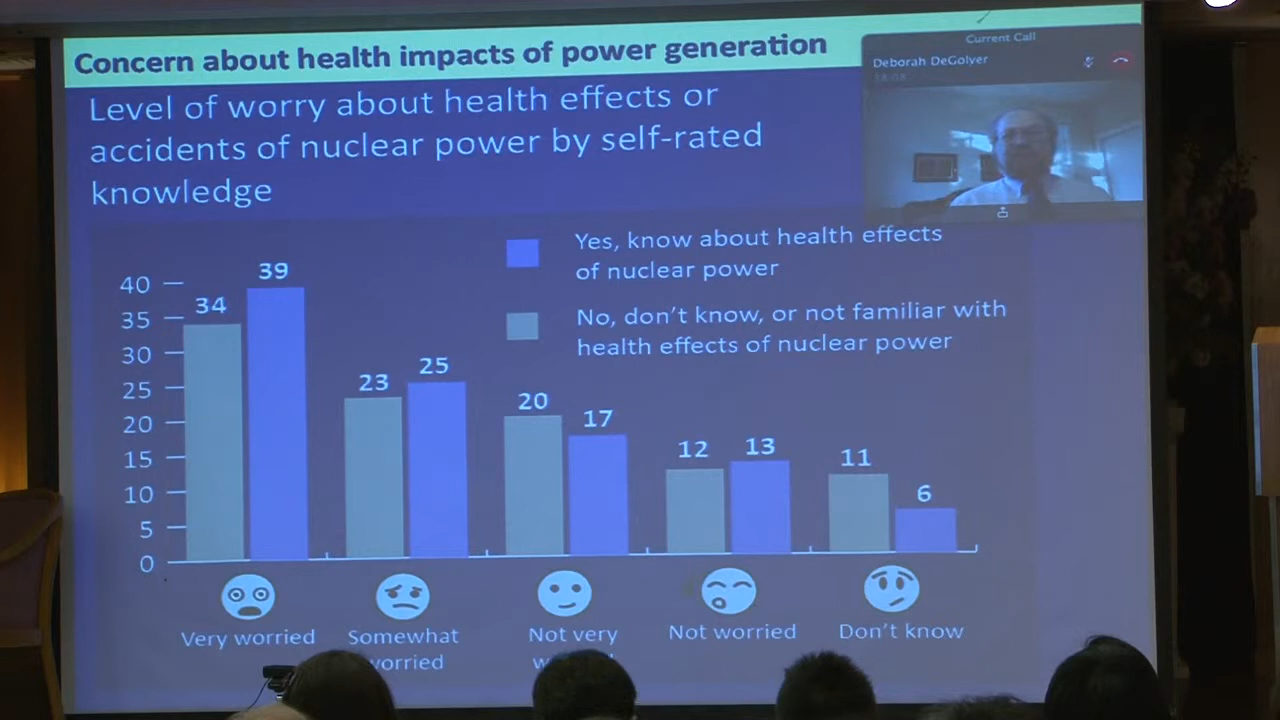 Concern about health impacts of power generation
Current Call
Deborah DeGolyer
Level of worry about health effects or
accidents of nuclear power by self-rated
knowledge
Yes, know about health effects
of nuclear power
No, don't know, or not familiar with
health effects of nuclear power
40
35
30
25
20
15
10
5
0
34
39
23
25
20
17
12
13
11
6
Very worried
Somewhat
worried
Not very
Not worried
Don't know